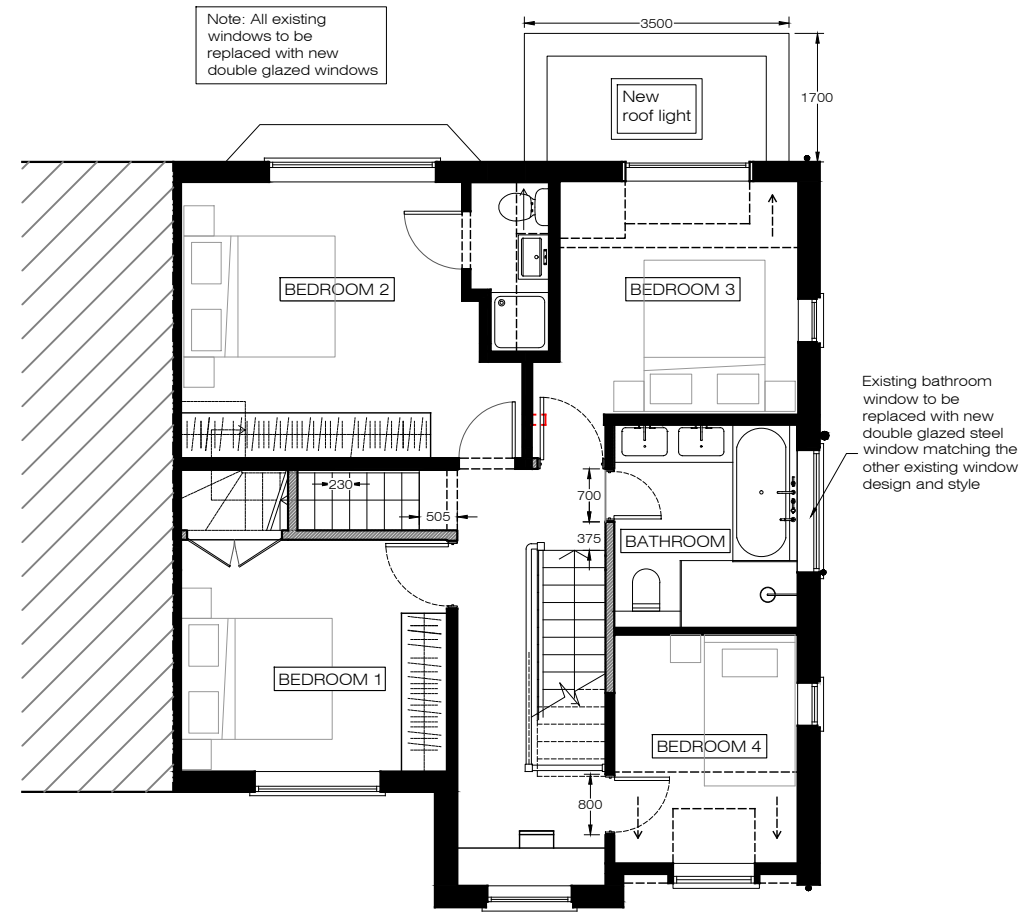 Note: All existing
windows to be
replaced with new
double glazed windows
3500
New
roof light
1700
BEDROOM 2
BEDROOM 3
Existing bathroom
window to be
replaced with new
double glazed steel
window matching the
other existing window
design and style
230
505
700
375
BATHROOM
BEDROOM 1
BEDROOM 4
800